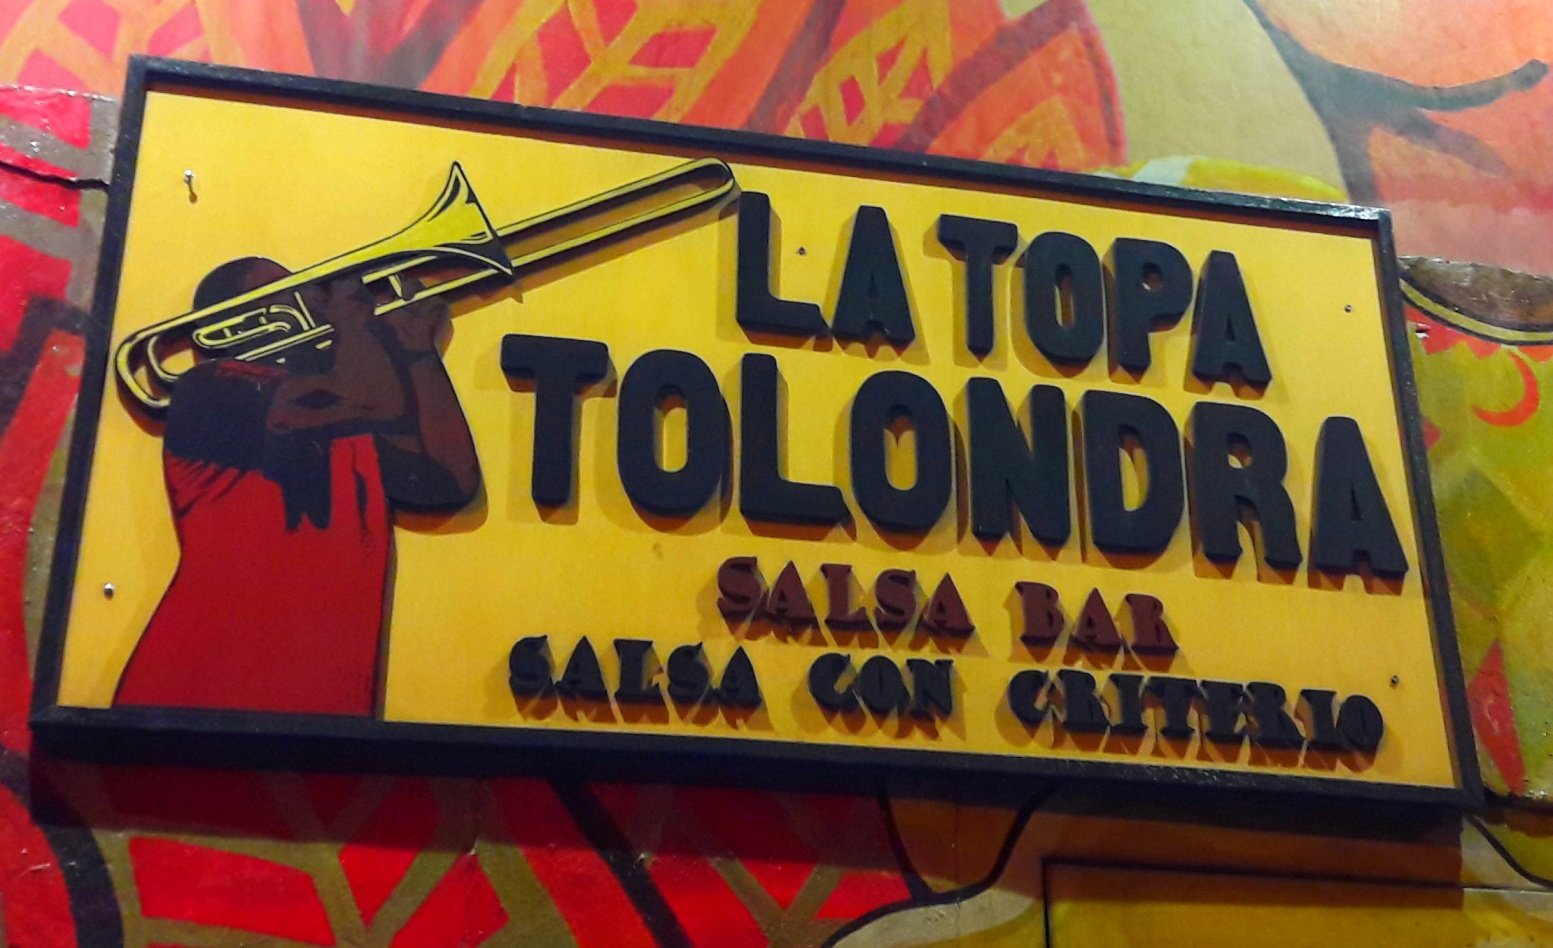 LA TOPA
TOLONDRA
SALSA BAR
SALSA CON CRITERIO